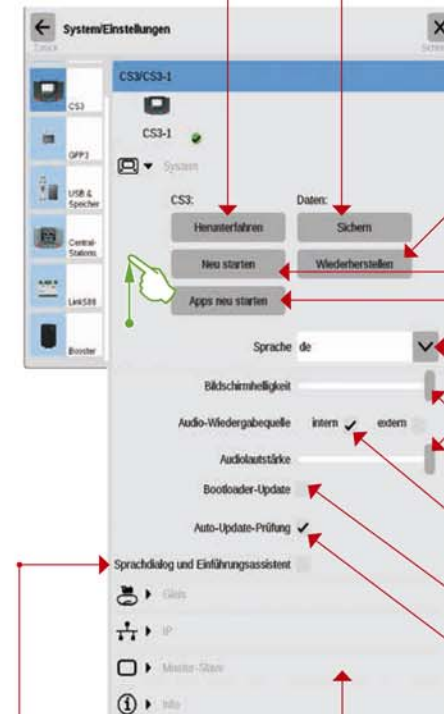 System/Einstellungen
Zurück
CS3/CS3-1
CS3
CS3-1
GFP3
System
USB &
Speicher
CS3:
Daten:
Herunterfahren
Sichern
Central-
Stations
Neu starten
Wiederherstellen
LinkS88
Apps neu starten
Booster
Sprache de
Bildschirmhelligkeit
Audio-Wiedergabequelle intern extern
Audiolautstärke
Bootloader-Update
Auto-Update-Prüfung
Sprachdialog und Einführungsassistent
Gleis
IP
Master-Slave
Info